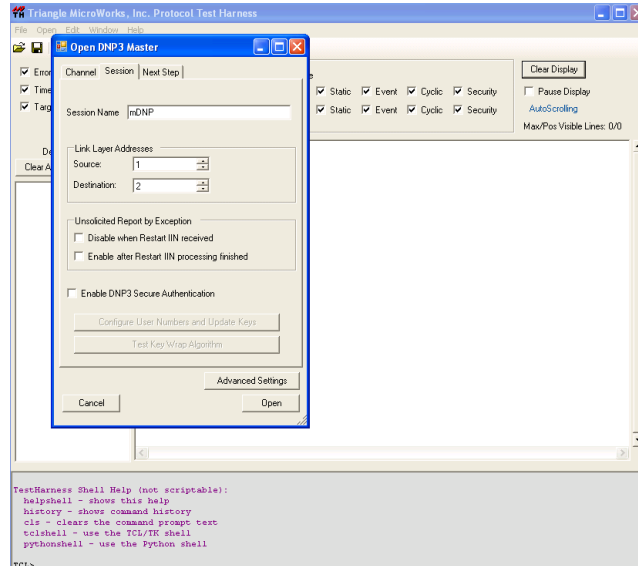 Triangle MicroWorks, Inc. Protocol Test Harness
File Open Edit Window Help
Open DNP3 Master
Channel Session Next Step
Session Name mDNP
Link Layer Addresses
Source: 1
Destination: 2
Unsolicited Report by Exception
Disable when Restart IIN received
Enable after Restart IIN processing finished
Enable DNP3 Secure Authentication
Configure User Numbers and Update Keys
Test Key Wrap Algorithm
Advanced Settings
Cancel Open
Static Event Cyclic Security
Static Event Cyclic Security
Clear Display
Pause Display
AutoScrolling
Max/Pos Visible Lines: 0/0
TestHarness Shell Help (not scriptable):
helpshell - shows this help
history - shows command history
cls - clears the command prompt text
tclshell - use the TCL/TK shell
pythonshell - use the Python shell
TCL>